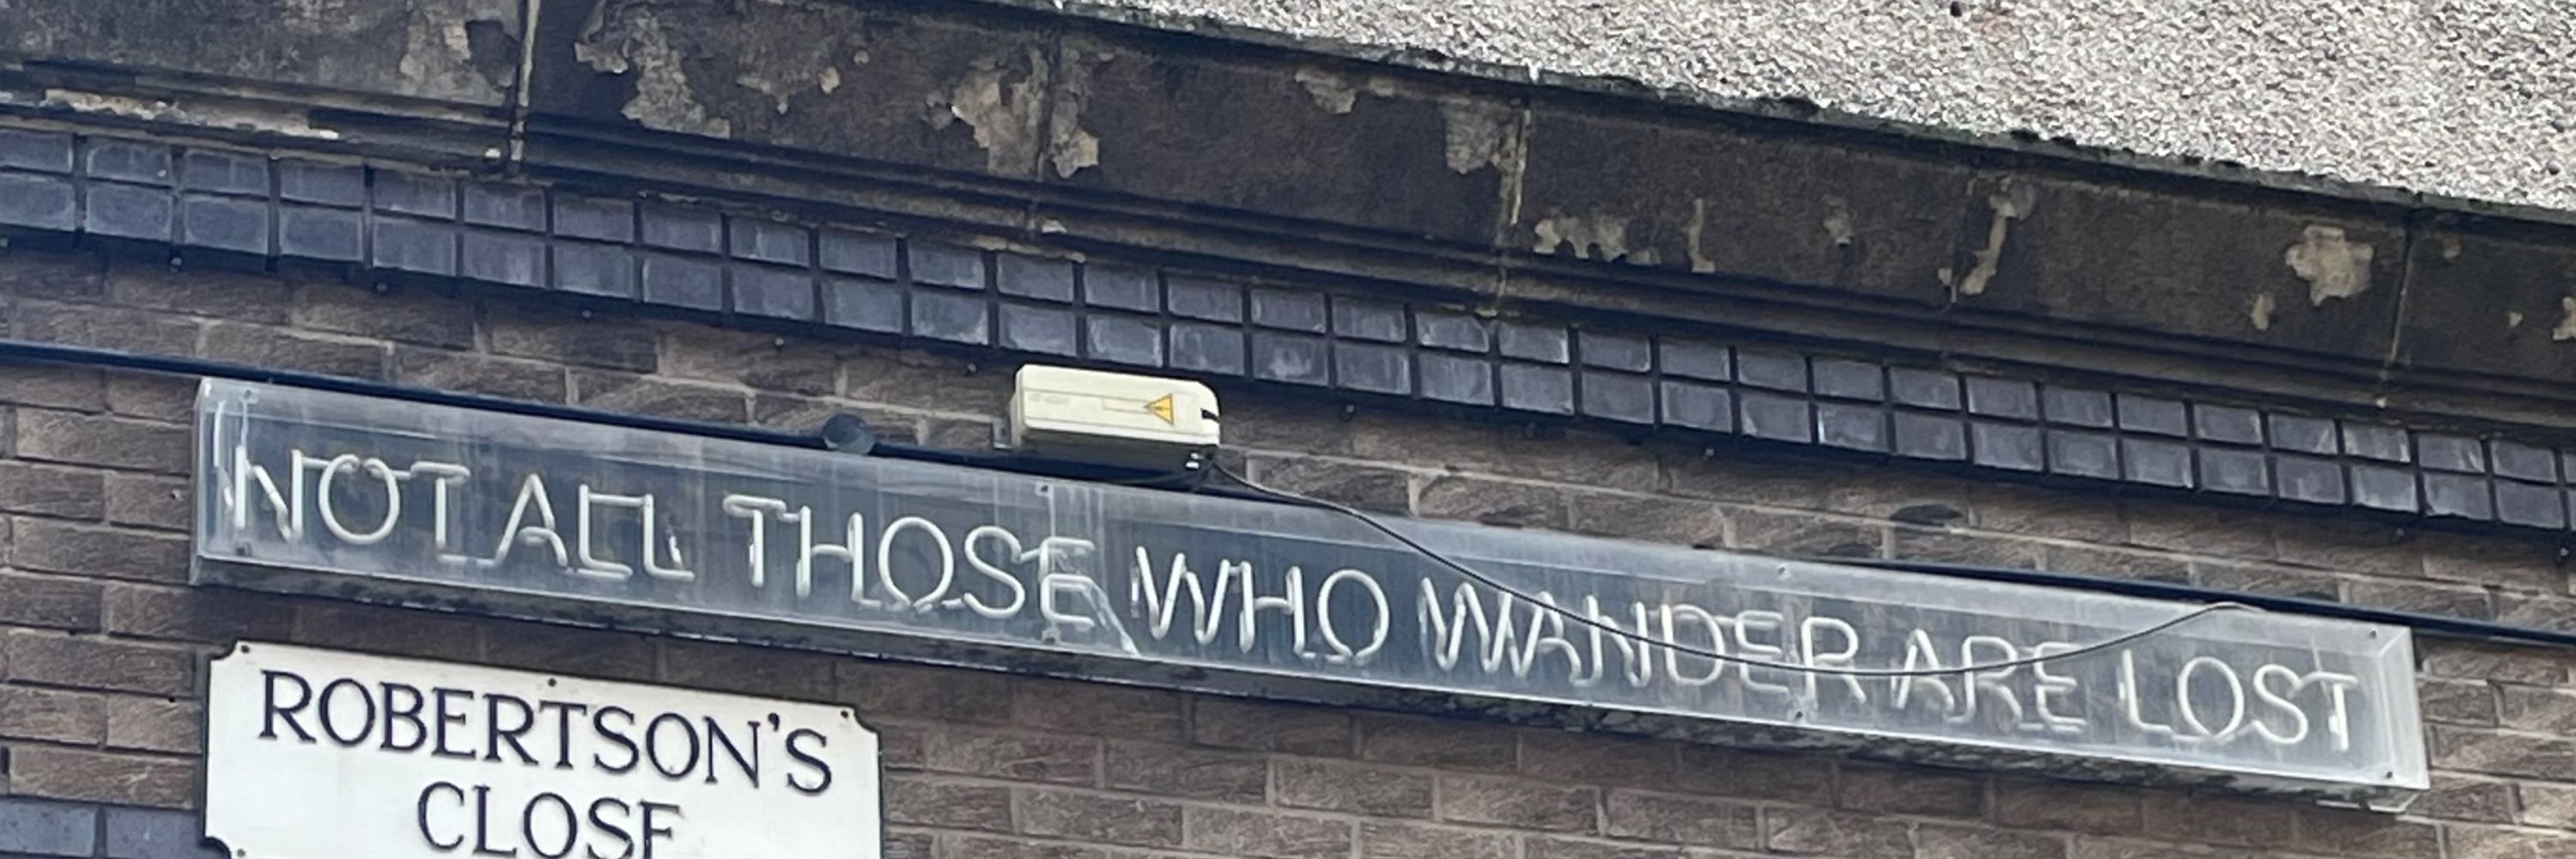 NOT ALL THOSE WHO WANDER ARE LOST
ROBERTSON'S
CLOSE